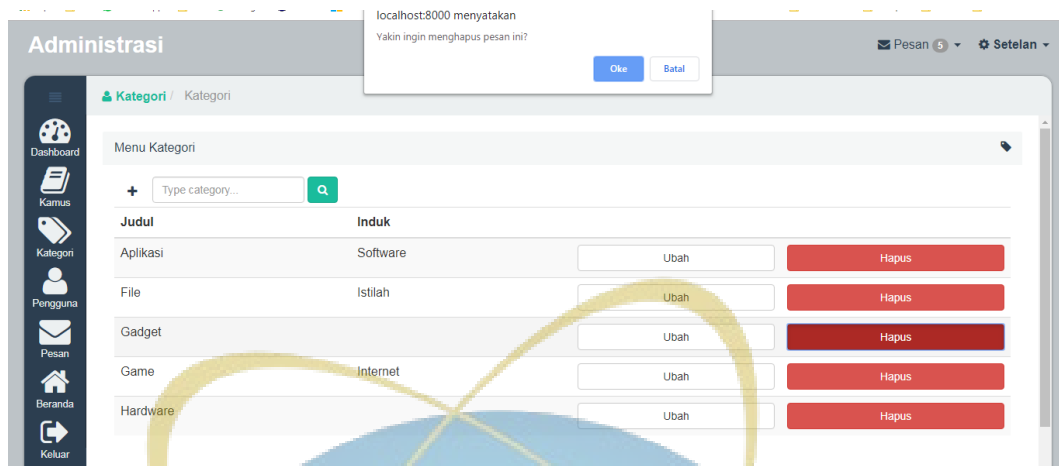 localhost:8000 menyatakan
Yakin ingin menghapus pesan ini?
Oke Batal
Administrasi
Pesan 5 Setelan
Kategori / Kategori
Dashboard
Kamus
Kategori
Pengguna
Pesan
Beranda
Keluar
Menu Kategori
Type category...
Judul Induk
Aplikasi Software Ubah Hapus
File Istilah Ubah Hapus
Gadget Ubah Hapus
Game Internet Ubah Hapus
Hardware Ubah Hapus